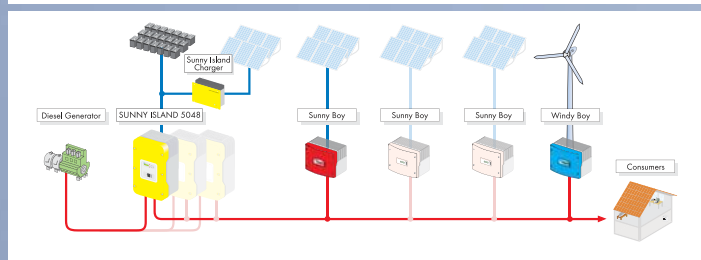 Sunny Island
Charger
Diesel Generator
SUNNY ISLAND 5048
Sunny Boy
Sunny Boy
Sunny Boy
Windy Boy
Consumers